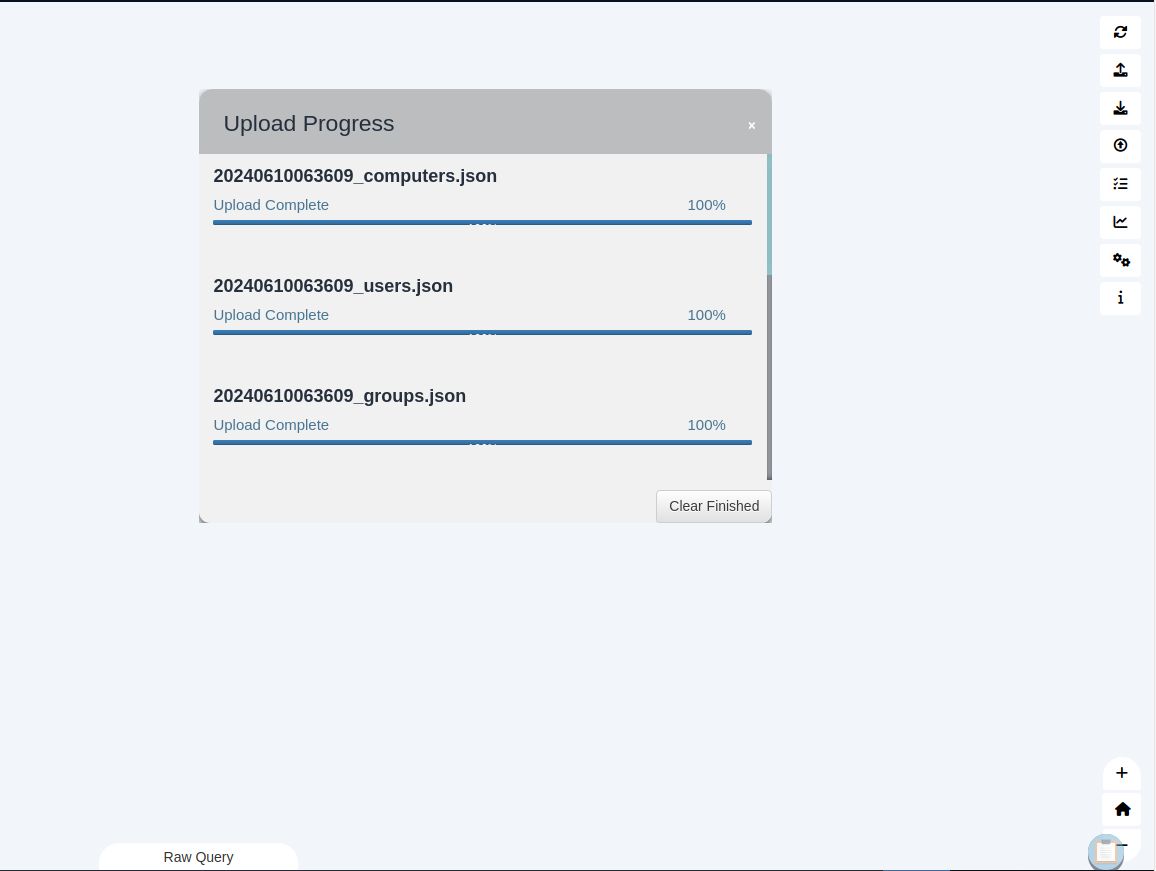 Upload Progress
×
20240610063609_computers.json
Upload Complete 100%
20240610063609_users.json
Upload Complete 100%
20240610063609_groups.json
Upload Complete 100%
Clear Finished
Raw Query